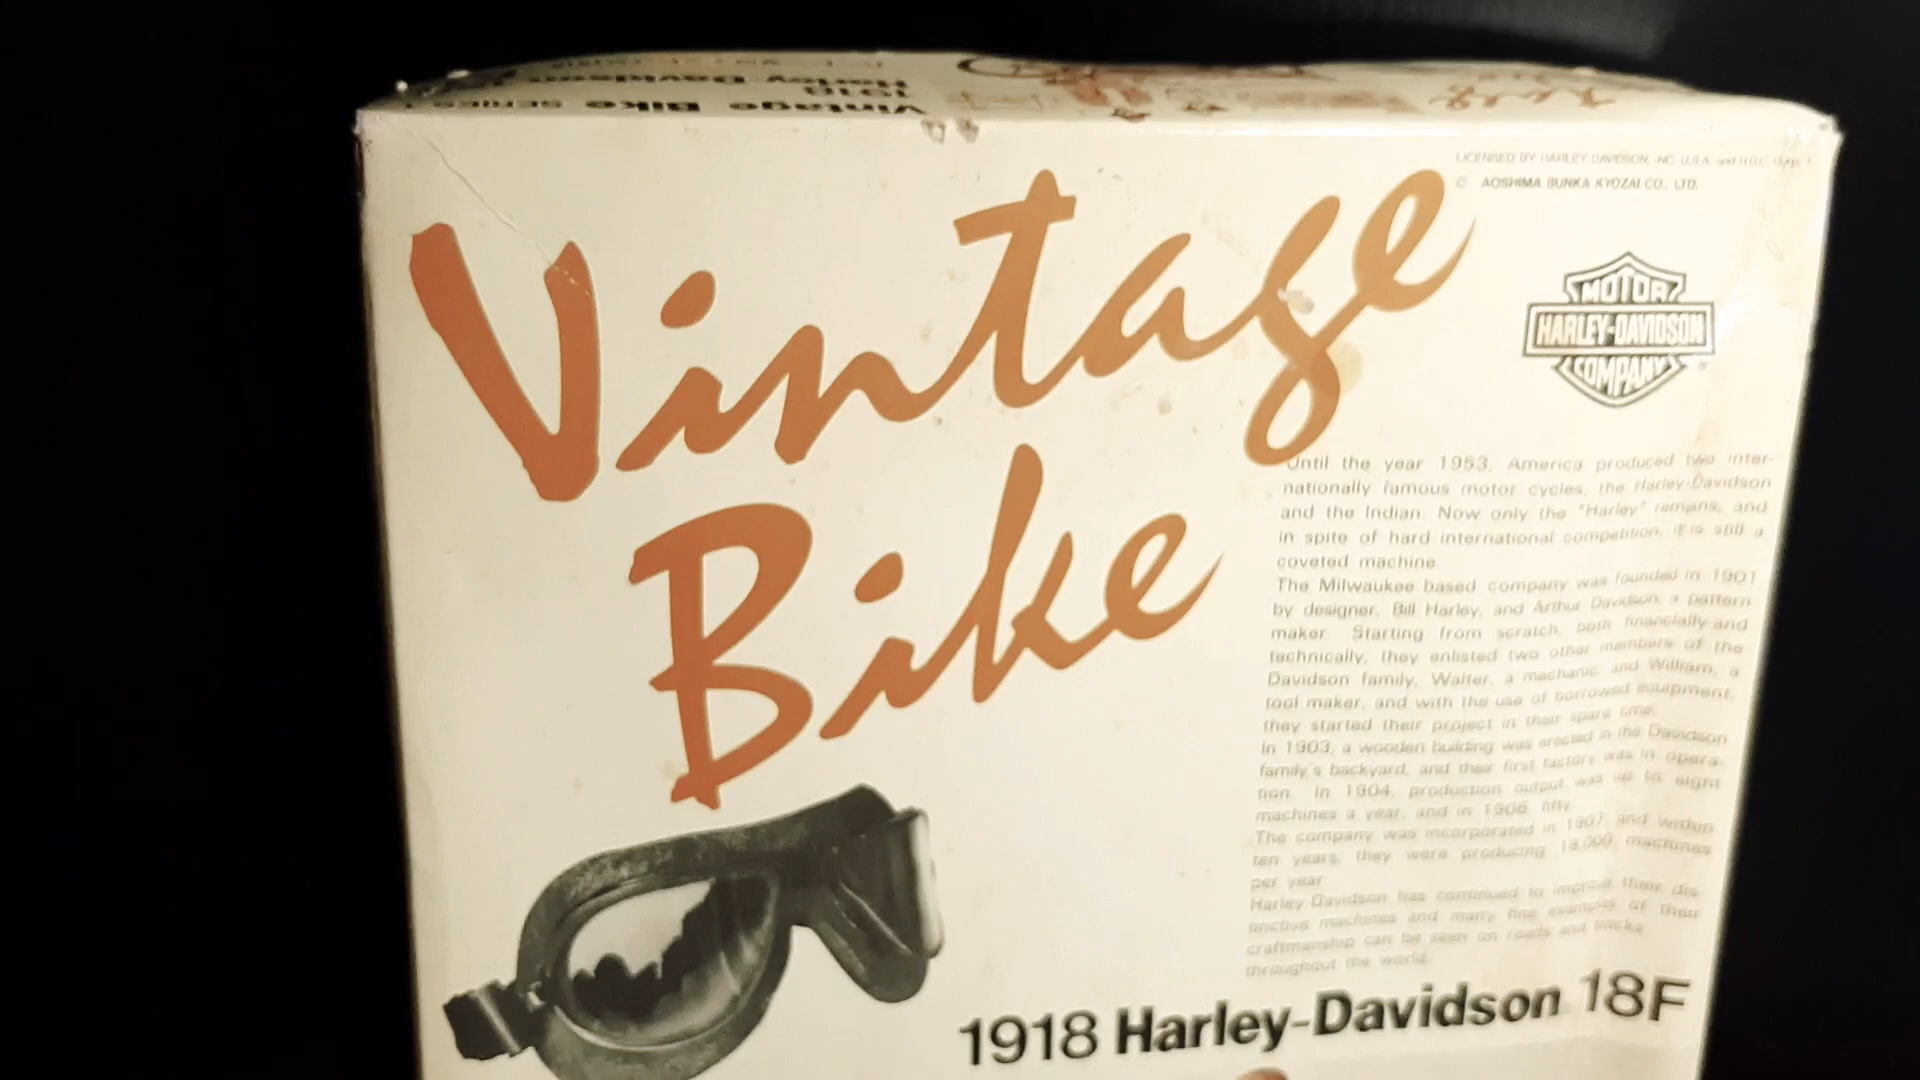 Vintage Bike SERIES
1918
Harley Davidson
LICENSED BY HARLEY-DAVIDSON, INC. U.S.A. and
© AOSHIMA BUNKA KYOZAI CO., LTD.
Vintage
Bike
MOTOR
HARLEY-DAVIDSON
COMPANY
Until the year 1953, America produced two inter-
nationally famous motor cycles, the Harley-Davidson
and the Indian. Now only the "Harley" remains, and
in spite of hard international competition, it is still a
coveted machine.
The Milwaukee based company was founded in 1901
by designer, Bill Harley, and Arthur Davidson, a pattern
maker. Starting from scratch, both financially and
technically, they enlisted two other members of the
Davidson family, Walter, a mechanic, and William, a
tool maker, and with the use of borrowed equipment,
they started their project in their spare time.
In 1903, a wooden building was erected in the Davidson
family's backyard, and their first factory was in opera-
tion. In 1904, production output was up to eight
machines a year, and in 1906, fifty.
The company was incorporated in 1907, and within
ten years, they were producing 18,000 machines
per year.
Harley-Davidson has continued to improve their dis-
tinctive machines and many fine examples of their
craftmanship can be seen on roads and tracks
throughout the world.
1918 Harley-Davidson 18F